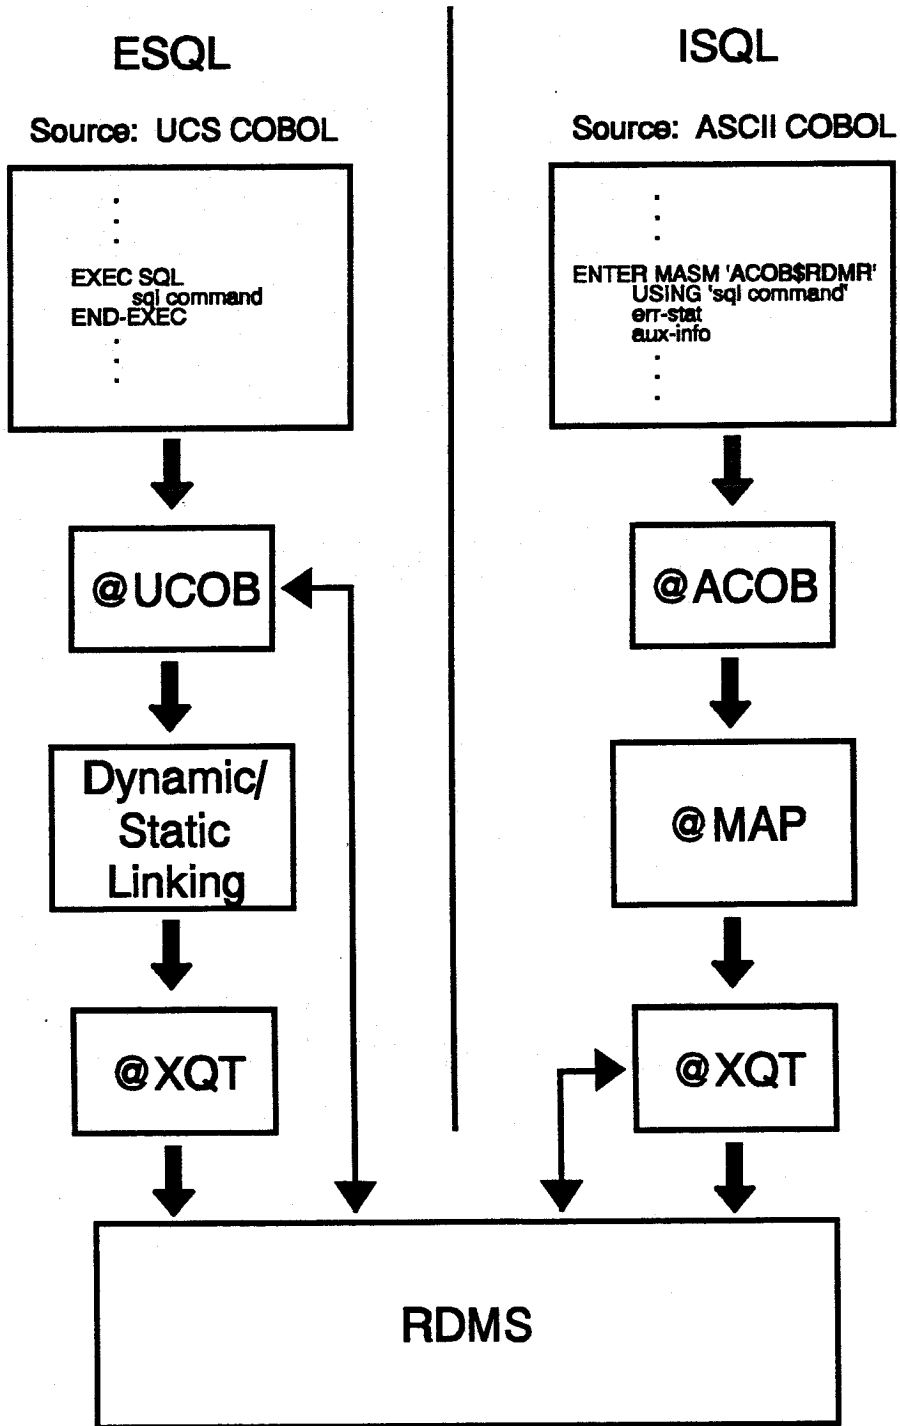 ESQL
Source: UCS COBOL
.
.
.
EXEC SQL
sql command
END-EXEC
.
.
.
@UCOB
Dynamic/
Static
Linking
@XQT
ISQL
Source: ASCII COBOL
.
.
.
ENTER MASM 'ACOB$RDMR'
USING 'sql command'
err-stat
aux-info
.
.
.
@ACOB
@MAP
@XQT
RDMS